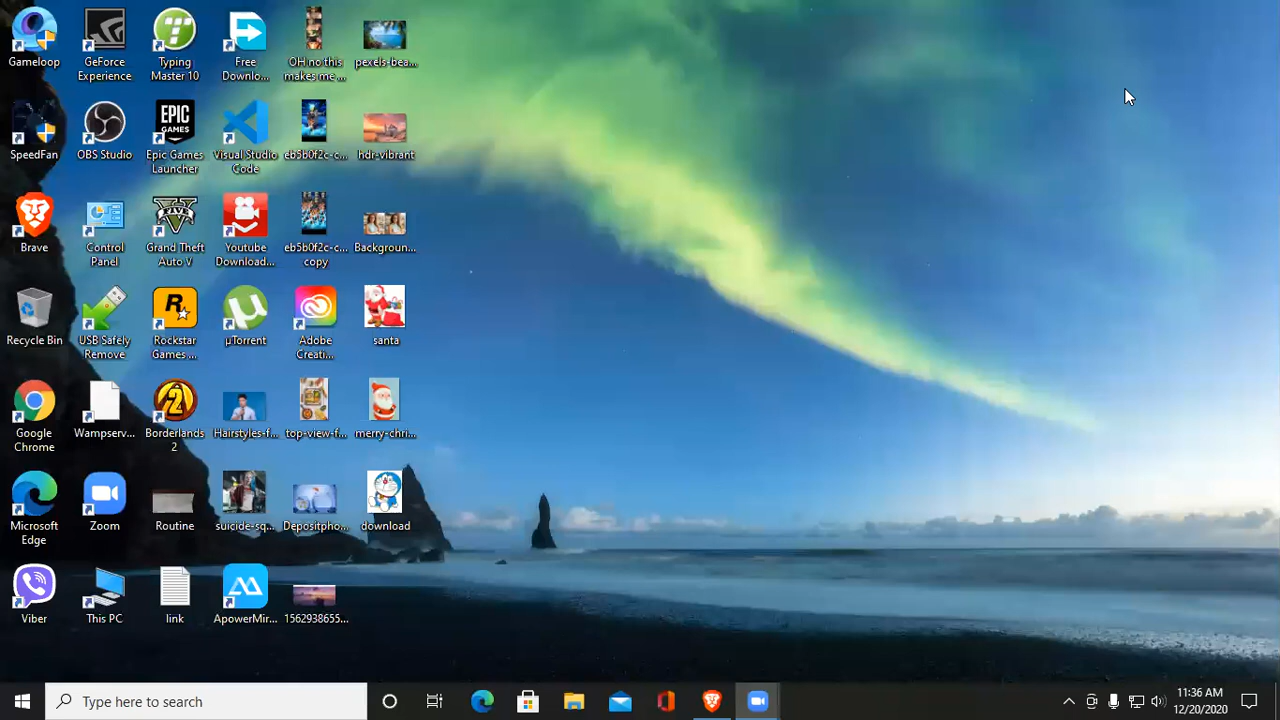 Gameloop
GeForce
Experience
Typing
Master 10
Free
Downlo...
OH no this
makes me ...
pexels-bea...
SpeedFan
OBS Studio
EPIC
GAMES
Epic Games
Launcher
Visual Studio
Code
eb5b0f2c-c...
hdr-vibrant
Brave
Control
Panel
Grand Theft
Auto V
Youtube
Download...
eb5b0f2c-c...
copy
Backgroun...
Recycle Bin
USB Safely
Remove
Rockstar
Games ...
µTorrent
Adobe
Creati...
santa
Google
Chrome
Wampserv...
Borderlands
2
Hairstyles-f...
top-view-f...
merry-chri...
Microsoft
Edge
Zoom
Routine
suicide-sq...
Depositpho...
download
Viber
This PC
link
ApowerMir...
1562938655...
Type here to search
11:36 AM
12/20/2020